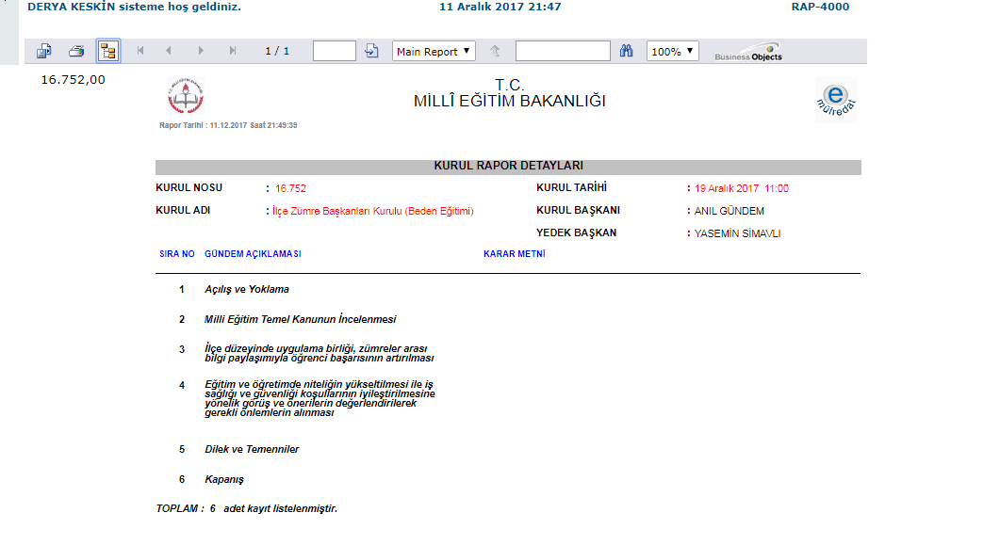 DERYA KESKİN sisteme hoş geldiniz. 11 Aralık 2017 21:47 RAP-4000
1 / 1 Main Report 100% Business Objects
16.752,00
T.C.
MİLLÎ EĞİTİM BAKANLIĞI
e müfredat
Rapor Tarihi : 11.12.2017 Saat 21:49:39
KURUL RAPOR DETAYLARI
KURUL NOSU : 16.752 KURUL TARİHİ : 19 Aralık 2017 11:00
KURUL ADI : İlçe Zümre Başkanları Kurulu (Beden Eğitimi) KURUL BAŞKANI : ANIL GÜNDEM
YEDEK BAŞKAN : YASEMİN SİMAVLI
SIRA NO GÜNDEM AÇIKLAMASI KARAR METNİ
1 Açılış ve Yoklama
2 Milli Eğitim Temel Kanunun İncelenmesi
3 İlçe düzeyinde uygulama birliği, zümreler arası
bilgi paylaşımıyla öğrenci başarısının artırılması
4 Eğitim ve öğretimde niteliğin yükseltilmesi ile iş
sağlığı ve güvenliği koşullarının iyileştirilmesine
yönelik görüş ve önerilerin değerlendirilerek
gerekli önlemlerin alınması
5 Dilek ve Temenniler
6 Kapanış
TOPLAM : 6 adet kayıt listelenmiştir.